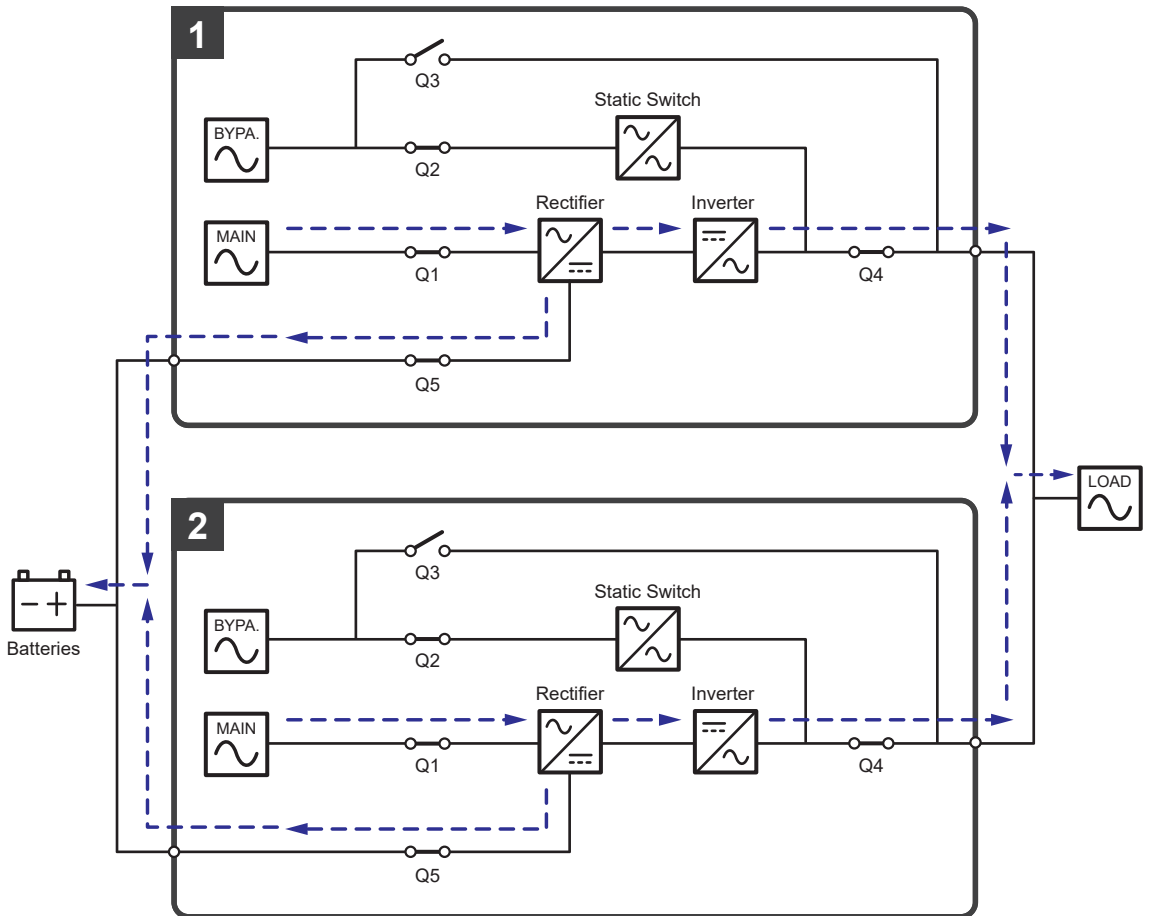 1
Q3
Static Switch
BYPA.
Q2
Rectifier
Inverter
MAIN
Q1
Q4
Q5
LOAD
2
Q3
Static Switch
BYPA.
Batteries
Q2
Rectifier
Inverter
MAIN
Q1
Q4
Q5